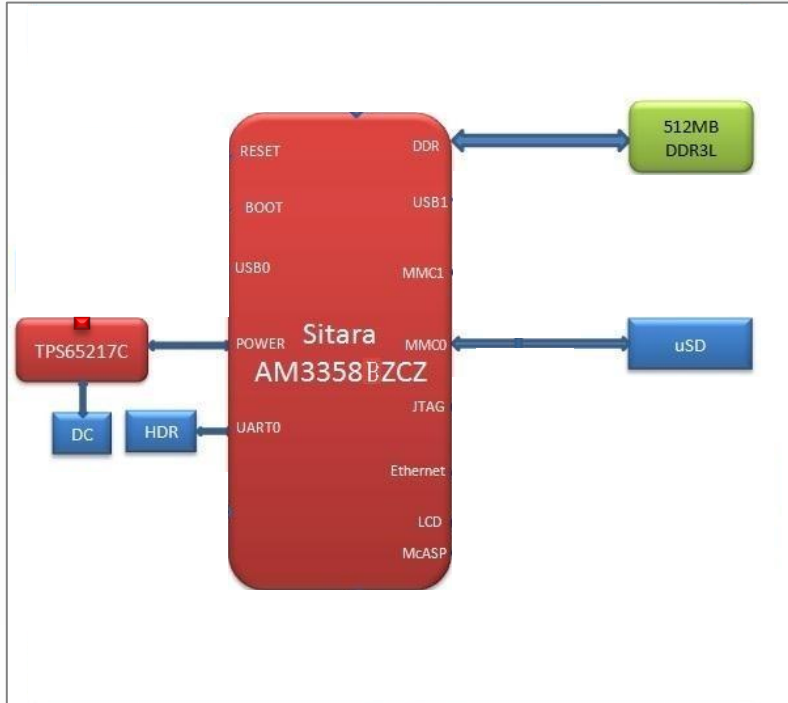 RESET
BOOT
USB0
POWER
UART0
Sitara
AM3358BZCZ
DDR
USB1
MMC1
MMC0
JTAG
Ethernet
LCD
McASP
512MB
DDR3L
uSD
TPS65217C
DC
HDR